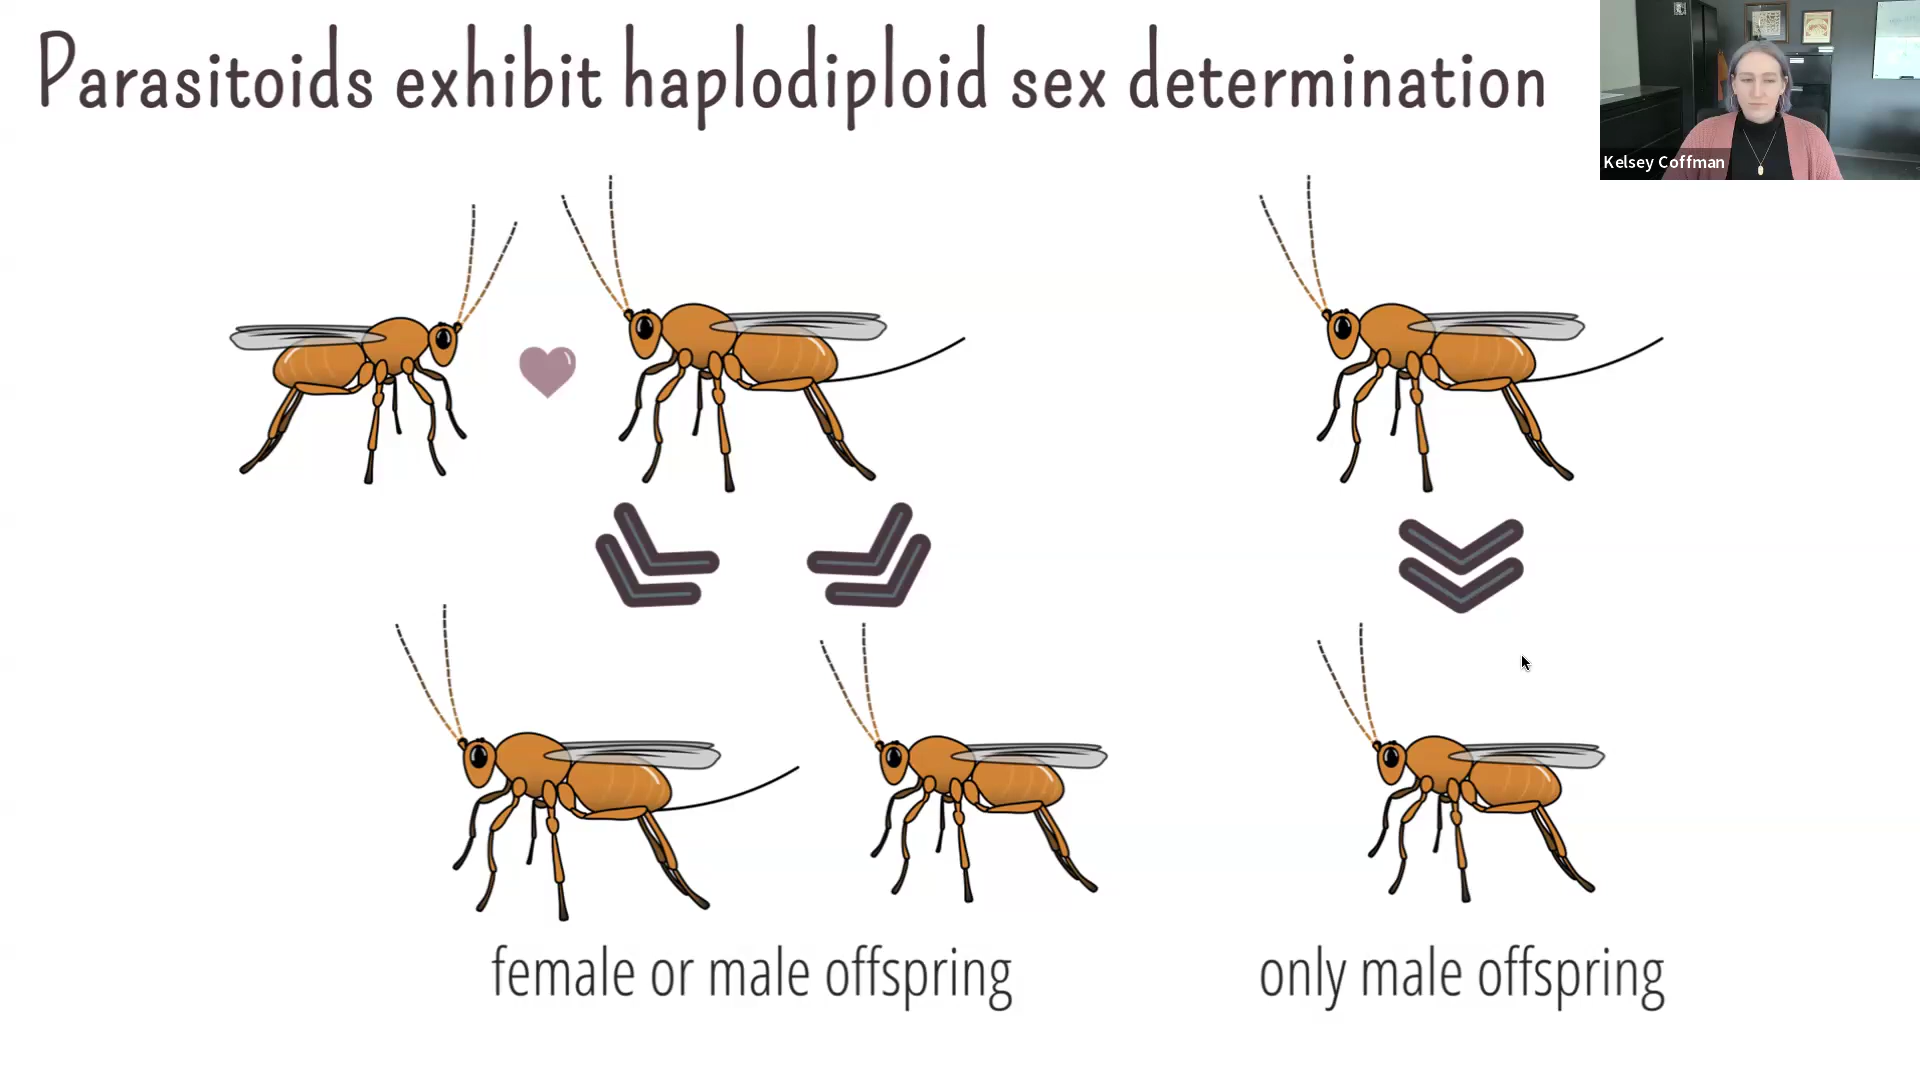 Parasitoids exhibit haplodiploid sex determination
Kelsey Coffman
female or male offspring
only male offspring